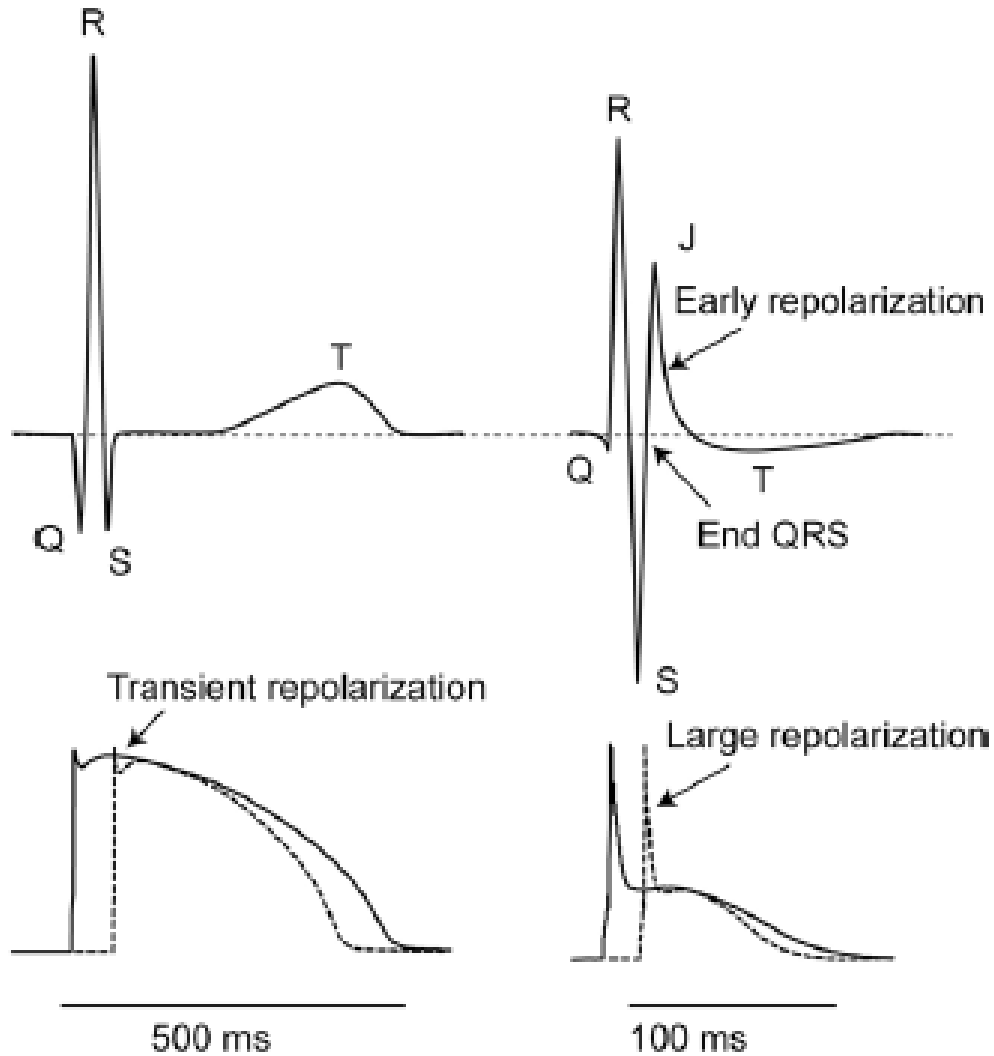 R
R
J
Early repolarization
T
Q
T
Q
S
End QRS
S
Transient repolarization
Large repolarization
500 ms
100 ms